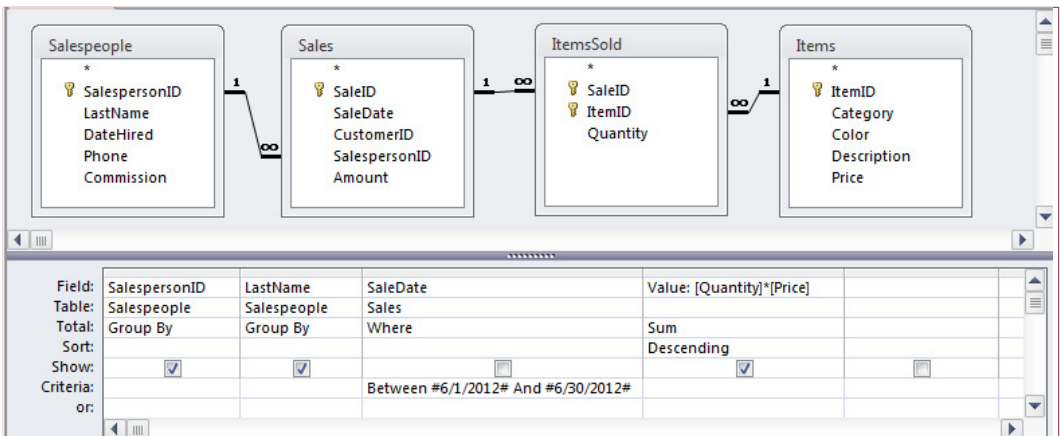 Salespeople
*
SalespersonID
LastName
DateHired
Phone
Commission
1
∞
Sales
*
SaleID
SaleDate
CustomerID
SalespersonID
Amount
1
∞
ItemsSold
*
SaleID
ItemID
Quantity
∞
1
Items
*
ItemID
Category
Color
Description
Price
Field: SalespersonID LastName SaleDate Value: [Quantity]*[Price]
Table: Salespeople Salespeople Sales
Total: Group By Group By Where Sum
Sort: Descending
Show:
Criteria: Between #6/1/2012# And #6/30/2012#
or: